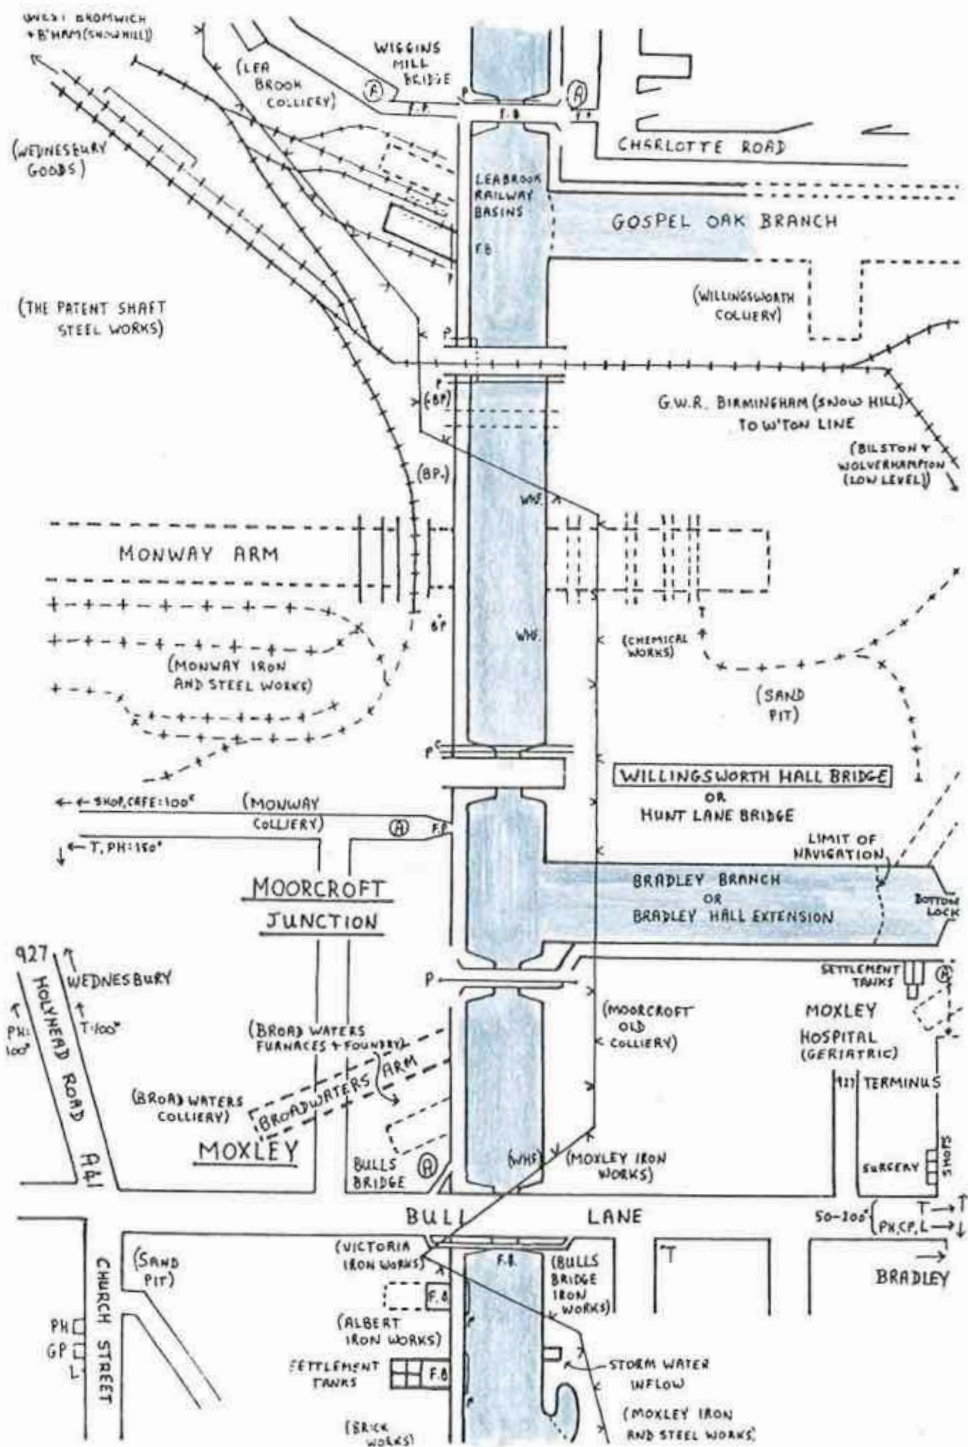 WEST BROMWICH
+ B'HAM (SNOW HILL)
(LEA
BROOK
COLLIERY)
WIGGINS
MILL
BRIDGE
P
A
F.P.
F.B
A
F.P.
CHARLOTTE ROAD
(WEDNESBURY
GOODS)
LEABROOK
RAILWAY
BASINS
F.B
P
GOSPEL OAK BRANCH
(WILLINGSWORTH
COLLIERY)
(THE PATENT SHAFT
STEEL WORKS)
P
P
(BP)
G.W.R. BIRMINGHAM (SNOW HILL)
TO W'TON LINE
(BILSTON &
WOLVERHAMPTON
(LOW LEVEL))
(BP.)
WHF.
MONWAY ARM
BP
WHF.
(CHEMICAL
WORKS)
(MONWAY IRON
AND STEEL WORKS)
(SAND
PIT)
P
C
WILLINGSWORTH HALL BRIDGE
OR
HUNT LANE BRIDGE
SHOP, CAFE: 100x
(MONWAY
COLLIERY)
A
F.P
T, PH: 150x
LIMIT OF
NAVIGATION
MOORCROFT
JUNCTION
BRADLEY BRANCH
OR
BRADLEY HALL EXTENSION
BOTTOM
LOCK
927
WEDNESBURY
P
SETTLEMENT
TANKS
A
HOLYHEAD ROAD A41
PH:
100x
T:100x
(BROAD WATERS
FURNACES & FOUNDRY)
(MOORCROFT
OLD
COLLIERY)
MOXLEY
HOSPITAL
(GERIATRIC)
BROADWATERS ARM
(BROAD WATERS
COLLIERY)
927 TERMINUS
MOXLEY
BULLS
BRIDGE
A
(WHF)
(MOXLEY IRON
WORKS)
SURGERY
SHOPS
BULL LANE
50-200x
T
PH, CP, L
(SAND
PIT)
(VICTORIA
IRON WORKS)
F.B.
(BULLS
BRIDGE
IRON
WORKS)
T
BRADLEY
CHURCH STREET
F.B.
P
PH
GP
L
(ALBERT
IRON WORKS)
SETTLEMENT
TANKS
F.B
P
STORM WATER
INFLOW
(BRICK
WORKS)
(MOXLEY IRON
AND STEEL WORKS)